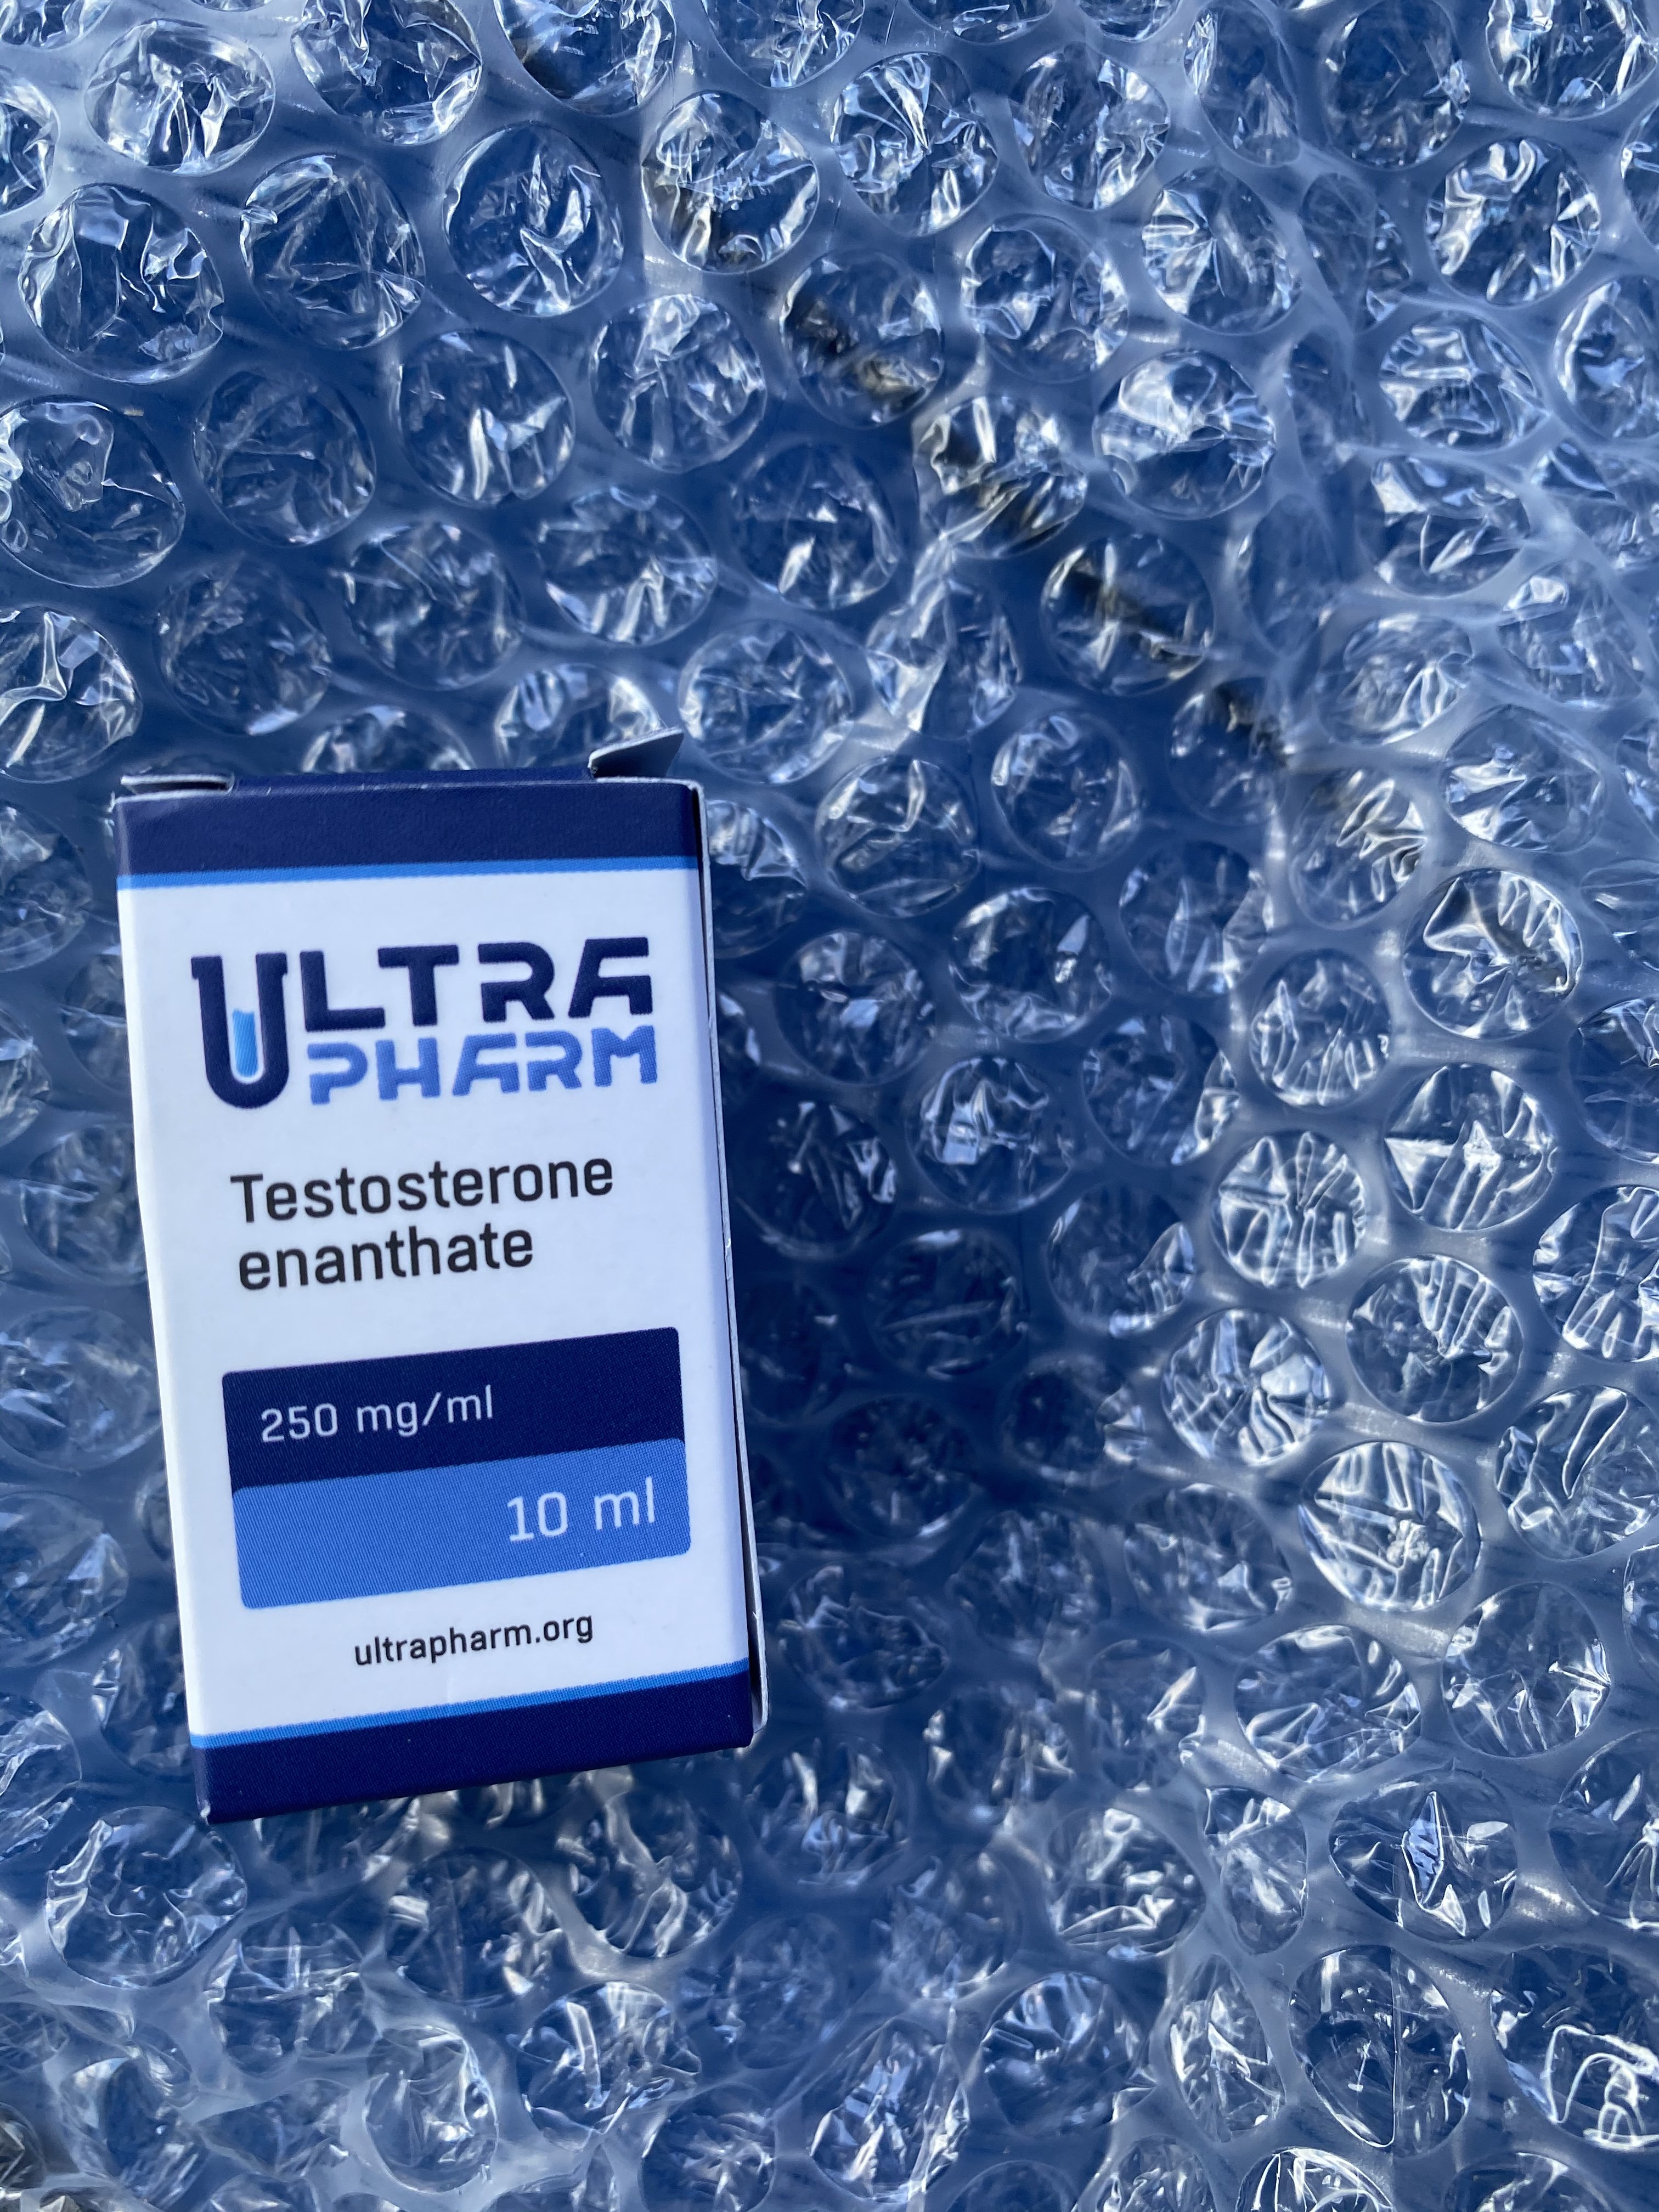 ULTRA
PHARM
Testosterone
enanthate
250 mg/ml
10 ml
ultrapharm.org